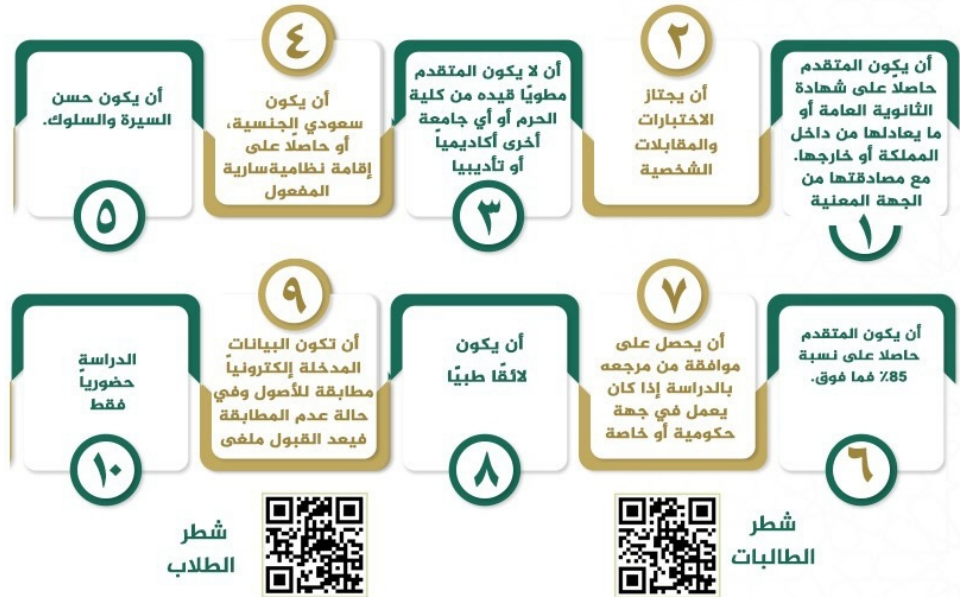 أن يكون المتقدم
حاصلًا على شهادة
الثانوية العامة أو
ما يعادلها من داخل
المملكة أو خارجها.
مع مصادقتها من
الجهة المعنية
١
٢
أن يجتاز
الاختبارات
والمقابلات
الشخصية
أن لا يكون المتقدم
مطويًا قيده من كلية
الحرم أو أي جامعة
أخرى أكاديمياً
أو تأديبيا
٣
٤
أن يكون
سعودي الجنسية،
أو حاصلًا على
إقامة نظاميةسارية
المفعول
أن يكون حسن
السيرة والسلوك.
٥
أن يكون المتقدم
حاصلا على نسبة
85٪ فما فوق.
٦
٧
أن يحصل على
موافقة من مرجعه
بالدراسة إذا كان
يعمل في جهة
حكومية أو خاصة
أن يكون
لائقًا طبيًا
٨
٩
أن تكون البيانات
المدخلة إلكترونياً
مطابقة للأصول وفي
حالة عدم المطابقة
فيعد القبول ملغى
الدراسة
حضورياً
فقط
١٠
شطر
الطالبات
شطر
الطلاب